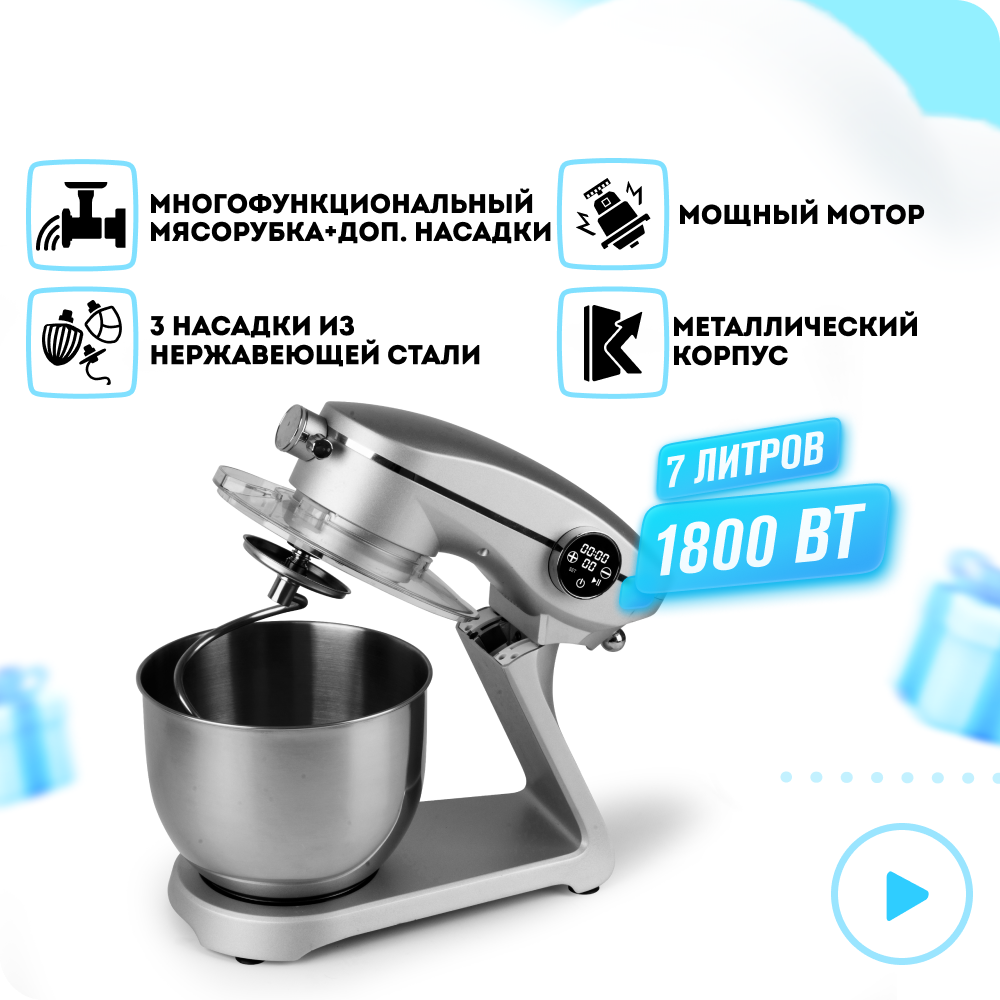 МНОГОФУНКЦИОНАЛЬНЫЙ
МЯСОРУБКА+ДОП. НАСАДКИ
МОЩНЫЙ МОТОР
3 НАСАДКИ ИЗ
НЕРЖАВЕЮЩЕЙ СТАЛИ
МЕТАЛЛИЧЕСКИЙ
КОРПУС
7 ЛИТРОВ
1800 ВТ
00:00
00
SET